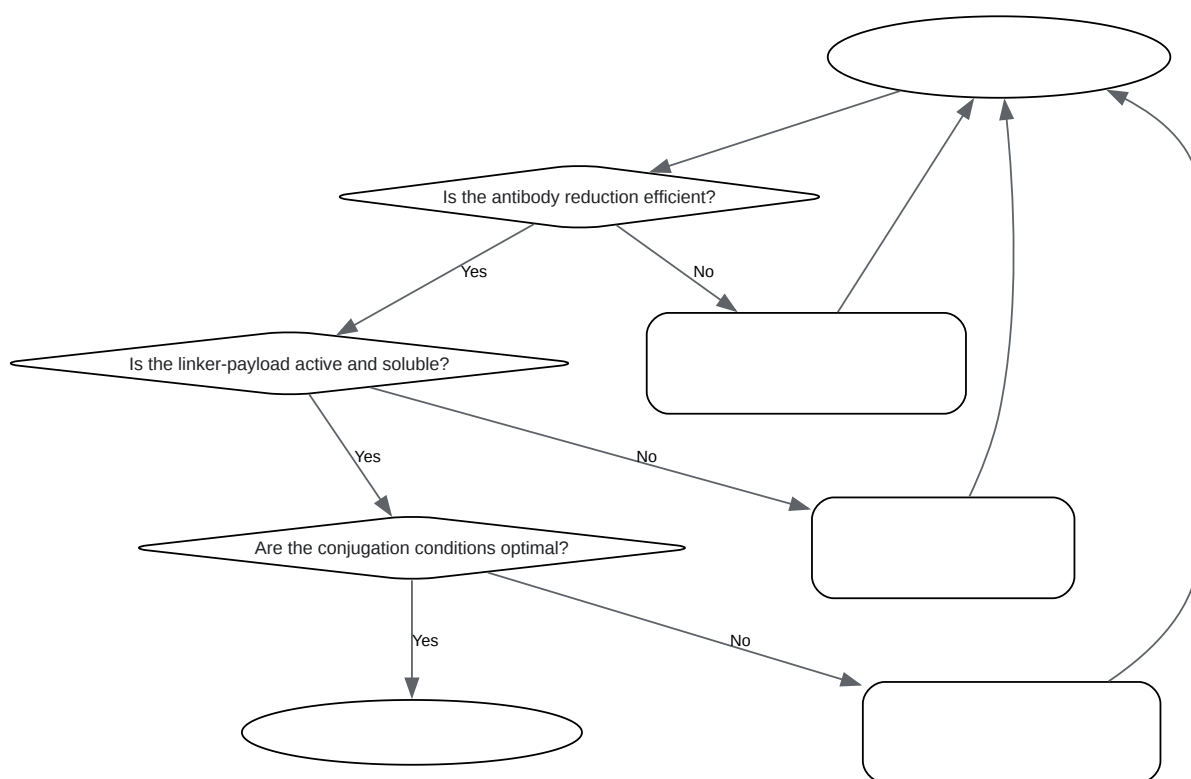 Is the antibody reduction efficient?
Yes
No
Is the linker-payload active and soluble?
Yes
No
Are the conjugation conditions optimal?
Yes
No